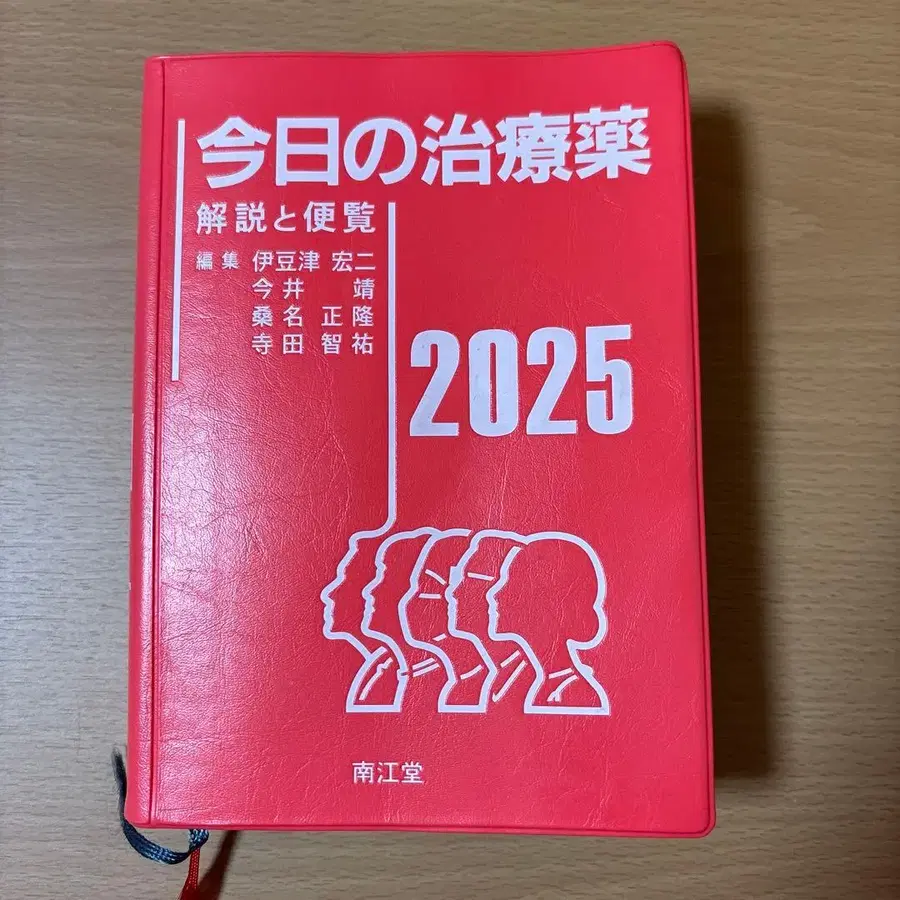 今日の治療薬
解説と便覧
編集 伊豆津 宏二
今井 靖
桑名 正隆
寺田 智祐
2025
南江堂